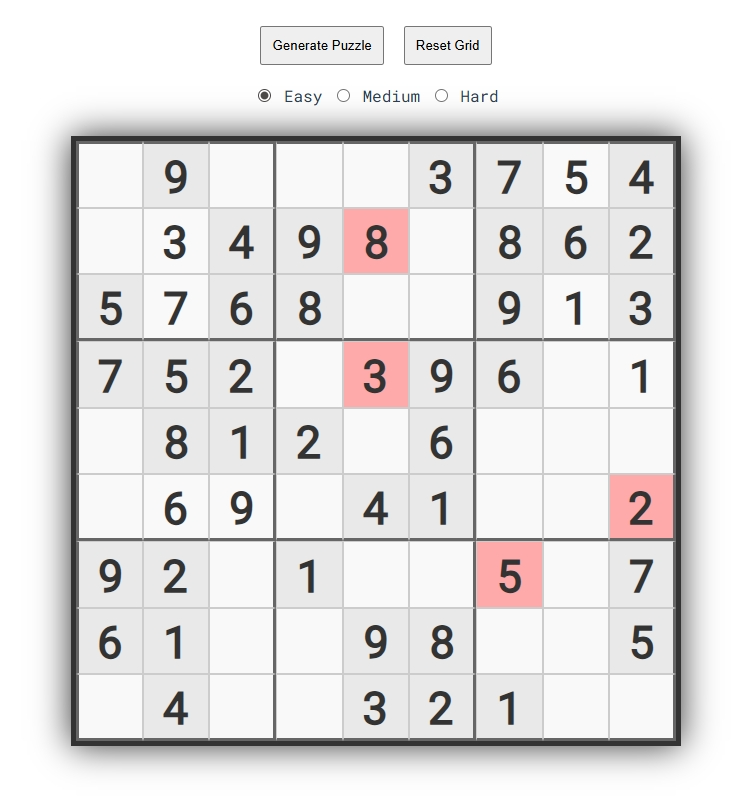 Generate Puzzle Reset Grid
Easy Medium Hard
9 3 7 5 4
3 4 9 8 8 6 2
5 7 6 8 9 1 3
7 5 2 3 9 6 1
8 1 2 6
6 9 4 1 2
9 2 1 5 7
6 1 9 8 5
4 3 2 1